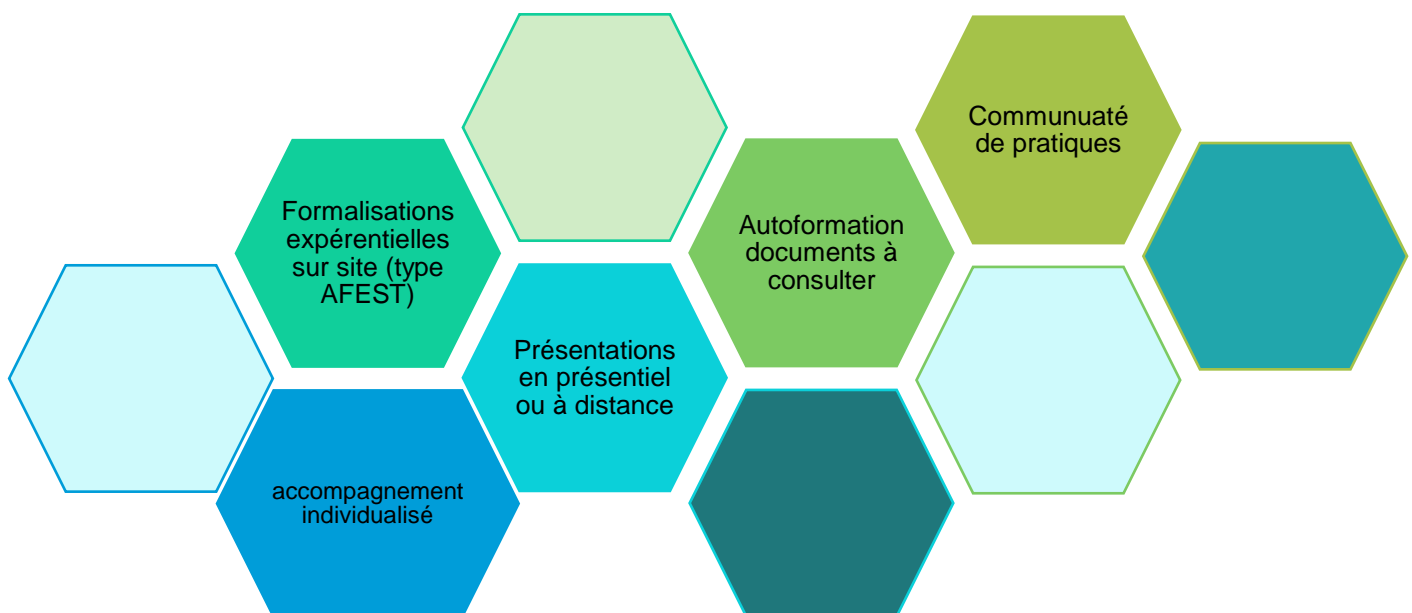 Formalisations
expérentielles
sur site (type
AFEST)
accompagnement
individualisé
Présentations
en présentiel
ou à distance
Autoformation
documents à
consulter
Communuaté
de pratiques